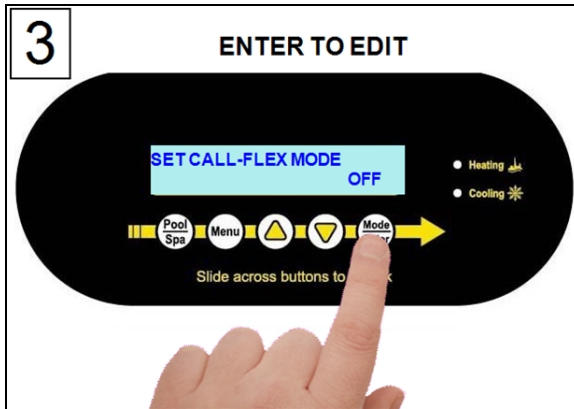 3
ENTER TO EDIT
SET CALL-FLEX MODE
OFF
Heating
Cooling
Pool
Spa
Menu
Mode
Slide across buttons to